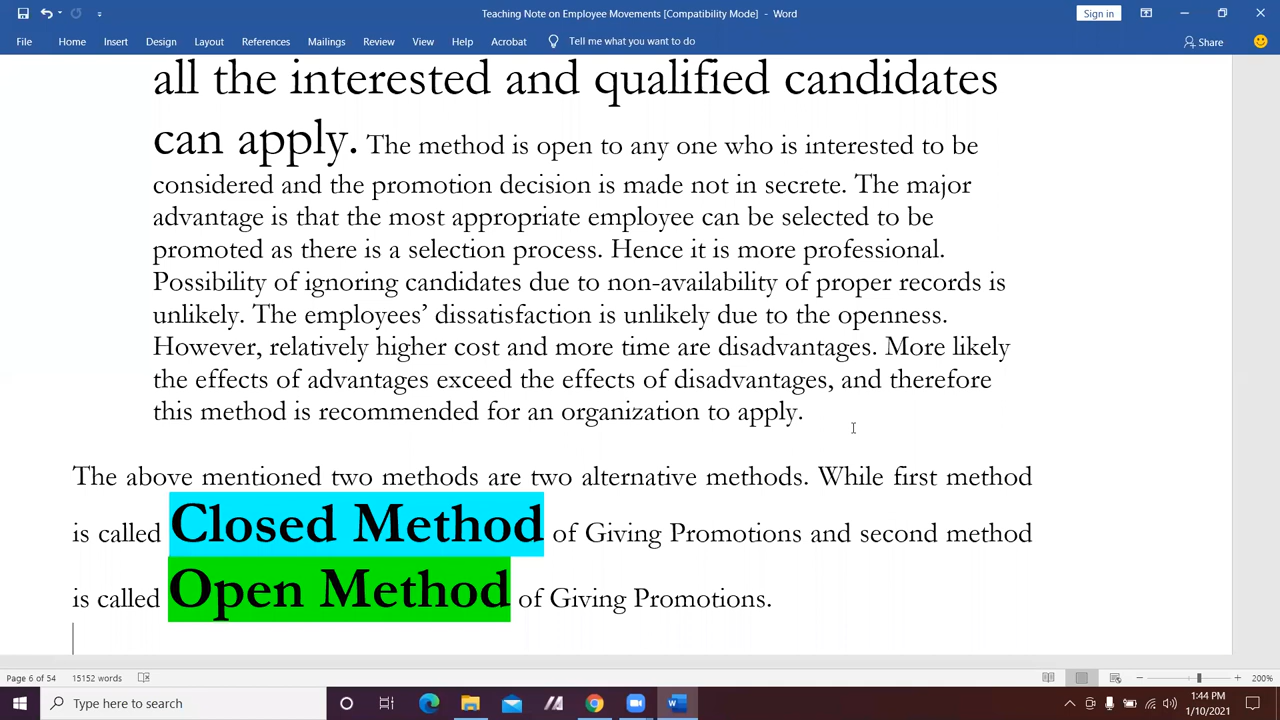 Teaching Note on Employee Movements [Compatibility Mode] - Word
Sign in
File Home Insert Design Layout References Mailings Review View Help Acrobat Tell me what you want to do Share
all the interested and qualified candidates
can apply. The method is open to any one who is interested to be
considered and the promotion decision is made not in secrete. The major
advantage is that the most appropriate employee can be selected to be
promoted as there is a selection process. Hence it is more professional.
Possibility of ignoring candidates due to non-availability of proper records is
unlikely. The employees’ dissatisfaction is unlikely due to the openness.
However, relatively higher cost and more time are disadvantages. More likely
the effects of advantages exceed the effects of disadvantages, and therefore
this method is recommended for an organization to apply.
The above mentioned two methods are two alternative methods. While first method
is called Closed Method of Giving Promotions and second method
is called Open Method of Giving Promotions.
Page 6 of 54 15152 words 200%
Type here to search
1:44 PM
1/10/2021